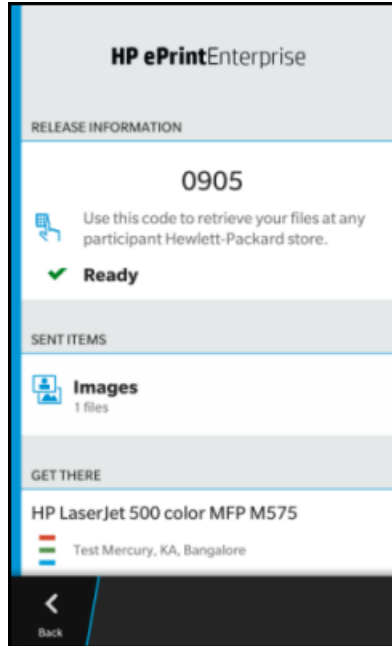 HP ePrintEnterprise
RELEASE INFORMATION
0905
Use this code to retrieve your files at any
participant Hewlett-Packard store.
Ready
SENT ITEMS
Images
1 files
GET THERE
HP LaserJet 500 color MFP M575
Test Mercury, KA, Bangalore
Back